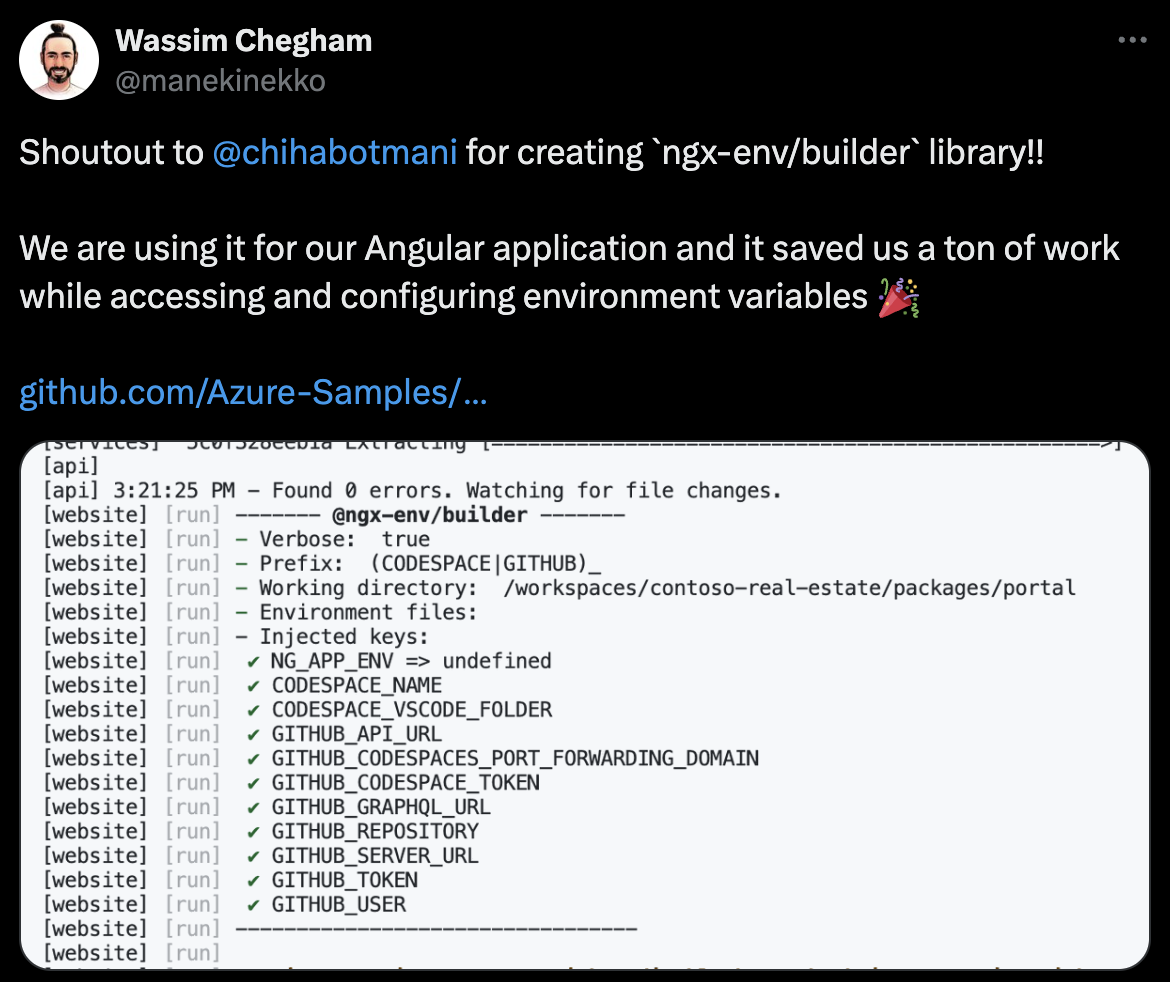 Wassim Chegham
@manekinekko
Shoutout to @chihabotmani for creating `ngx-env/builder` library!!
We are using it for our Angular application and it saved us a ton of work
while accessing and configuring environment variables 🎉
github.com/Azure-Samples/…
[services] Extracting [
[api]
[api] 3:21:25 PM – Found 0 errors. Watching for file changes.
[website] [run] ------- @ngx-env/builder -------
[website] [run] - Verbose: true
[website] [run] - Prefix: (CODESPACE|GITHUB)_
[website] [run] - Working directory: /workspaces/contoso-real-estate/packages/portal
[website] [run] - Environment files:
[website] [run] - Injected keys:
[website] [run] ✔ NG_APP_ENV => undefined
[website] [run] ✔ CODESPACE_NAME
[website] [run] ✔ CODESPACE_VSCODE_FOLDER
[website] [run] ✔ GITHUB_API_URL
[website] [run] ✔ GITHUB_CODESPACES_PORT_FORWARDING_DOMAIN
[website] [run] ✔ GITHUB_CODESPACE_TOKEN
[website] [run] ✔ GITHUB_GRAPHQL_URL
[website] [run] ✔ GITHUB_REPOSITORY
[website] [run] ✔ GITHUB_SERVER_URL
[website] [run] ✔ GITHUB_TOKEN
[website] [run] ✔ GITHUB_USER
[website] [run] ---------------------------------
[website] [run]